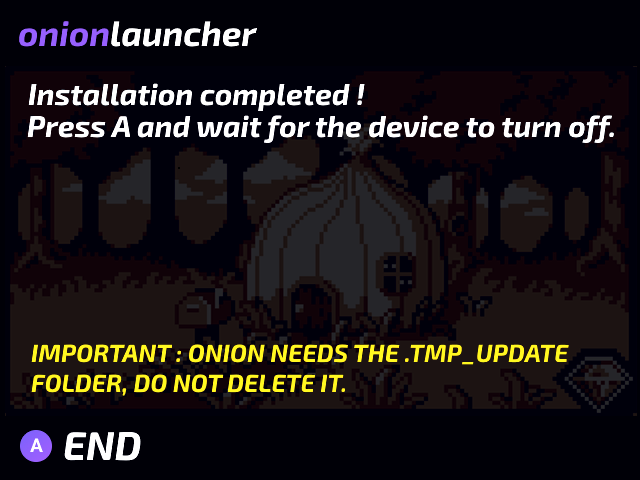 onionlauncher
Installation completed !
Press A and wait for the device to turn off.
IMPORTANT : ONION NEEDS THE .TMP_UPDATE
FOLDER, DO NOT DELETE IT.
A END